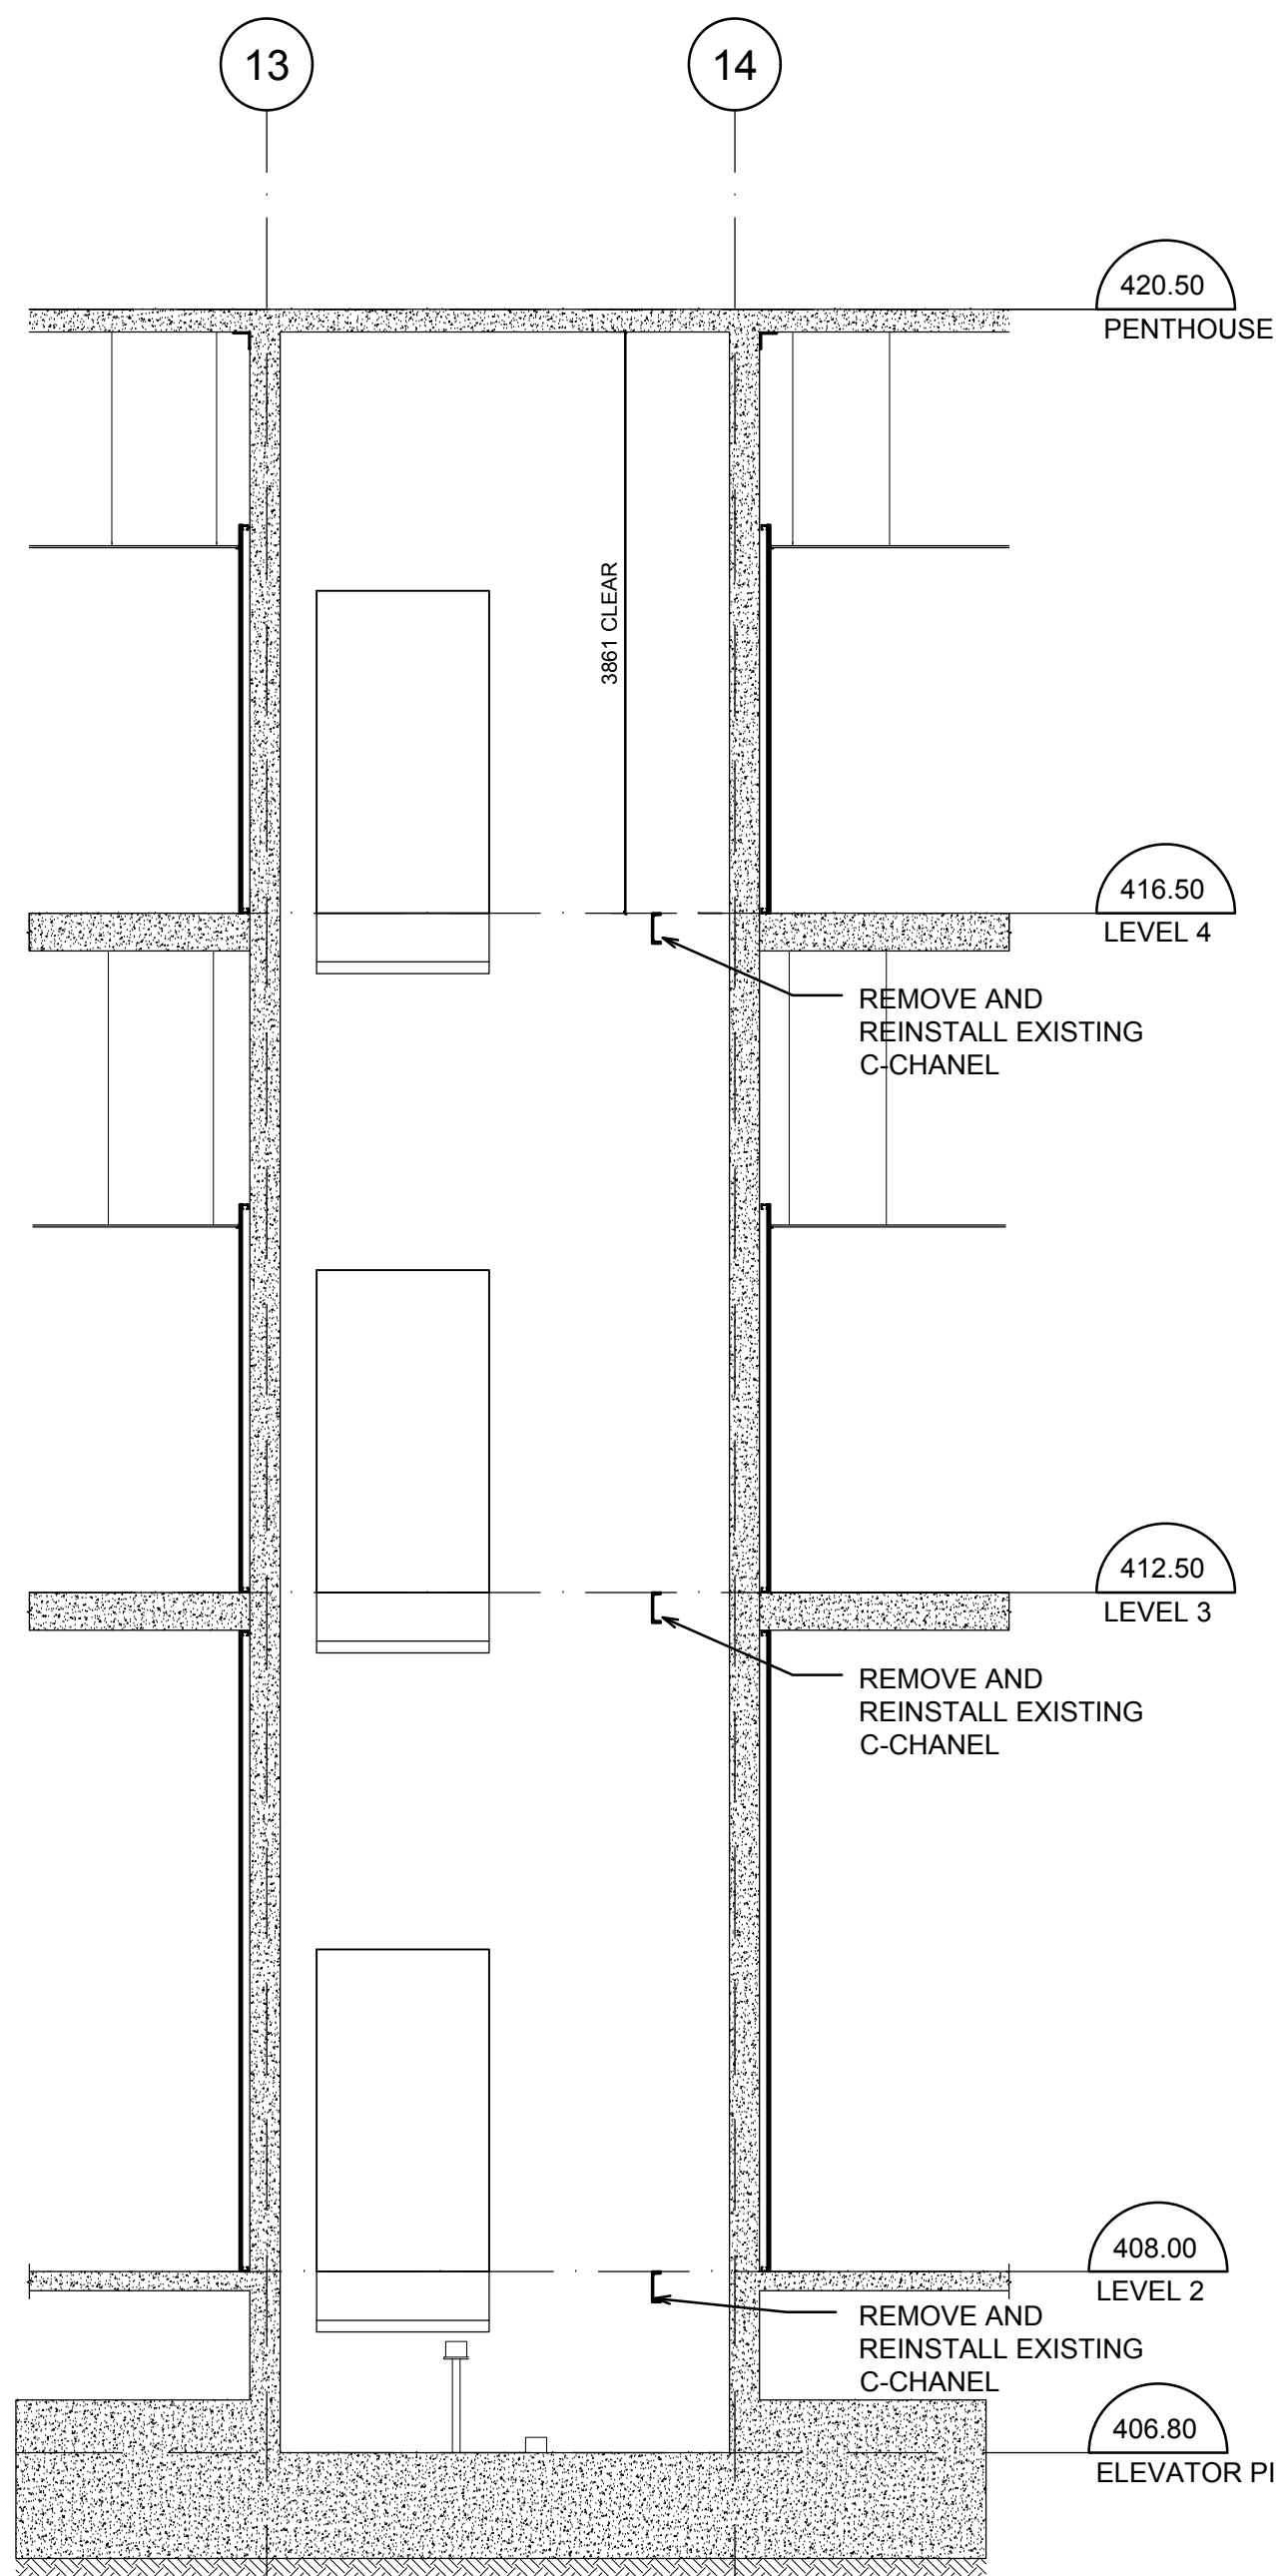 13
14
420.50
PENTHOUSE
3861 CLEAR
416.50
LEVEL 4
REMOVE AND
REINSTALL EXISTING
C-CHANEL
412.50
LEVEL 3
REMOVE AND
REINSTALL EXISTING
C-CHANEL
408.00
LEVEL 2
REMOVE AND
REINSTALL EXISTING
C-CHANEL
406.80
ELEVATOR PI